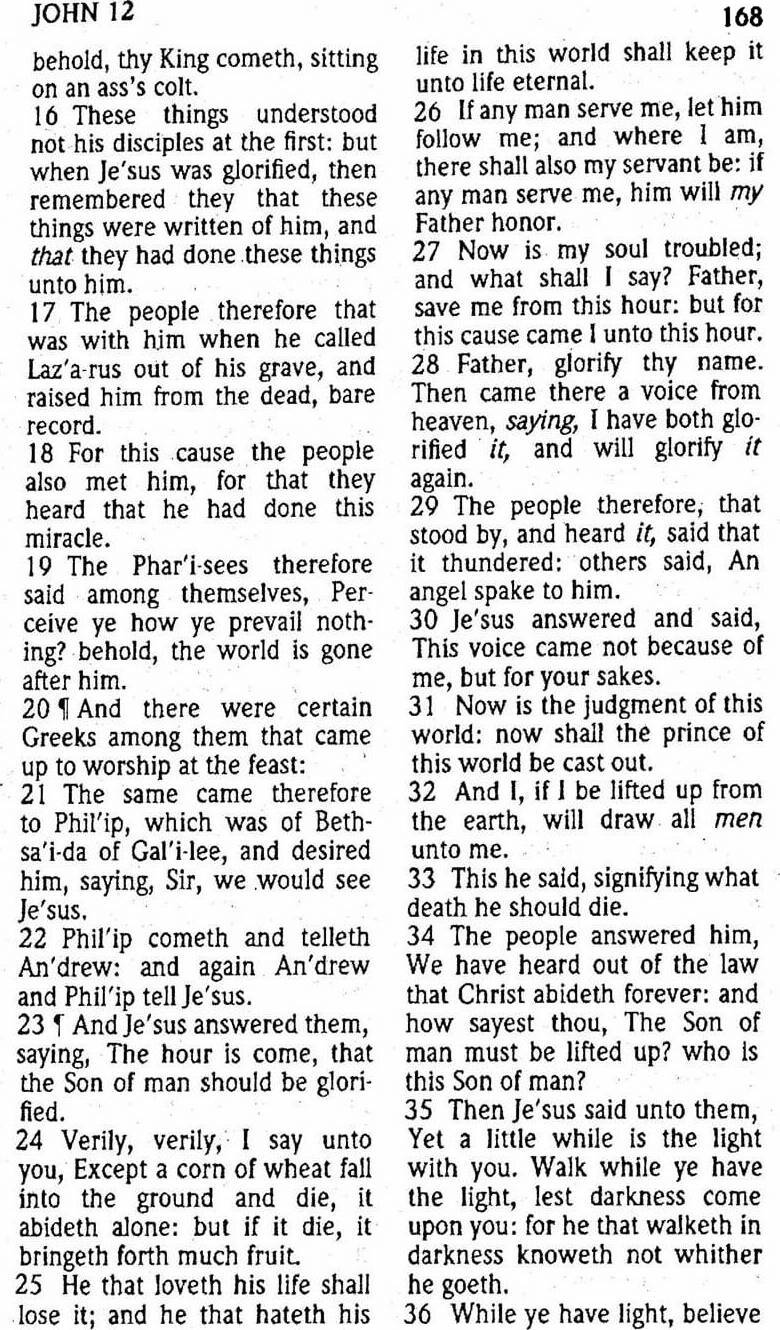 JOHN 12
168
behold, thy King cometh, sitting
on an ass's colt.
16 These things understood
not his disciples at the first: but
when Je′sus was glorified, then
remembered they that these
things were written of him, and
that they had done these things
unto him.
17 The people therefore that
was with him when he called
Laz′a-rus out of his grave, and
raised him from the dead, bare
record.
18 For this cause the people
also met him, for that they
heard that he had done this
miracle.
19 The Phar′i-sees therefore
said among themselves, Per-
ceive ye how ye prevail noth-
ing? behold, the world is gone
after him.
20 ¶ And there were certain
Greeks among them that came
up to worship at the feast:
21 The same came therefore
to Phil′ip, which was of Beth-
sa′i-da of Gal′i-lee, and desired
him, saying, Sir, we would see
Je′sus.
22 Phil′ip cometh and telleth
An′drew: and again An′drew
and Phil′ip tell Je′sus.
23 ¶ And Je′sus answered them,
saying, The hour is come, that
the Son of man should be glori-
fied.
24 Verily, verily, I say unto
you, Except a corn of wheat fall
into the ground and die, it
abideth alone: but if it die, it
bringeth forth much fruit.
25 He that loveth his life shall
lose it; and he that hateth his
life in this world shall keep it
unto life eternal.
26 If any man serve me, let him
follow me; and where I am,
there shall also my servant be: if
any man serve me, him will my
Father honor.
27 Now is my soul troubled;
and what shall I say? Father,
save me from this hour: but for
this cause came I unto this hour.
28 Father, glorify thy name.
Then came there a voice from
heaven, saying, I have both glo-
rified it, and will glorify it
again.
29 The people therefore, that
stood by, and heard it, said that
it thundered: others said, An
angel spake to him.
30 Je′sus answered and said,
This voice came not because of
me, but for your sakes.
31 Now is the judgment of this
world: now shall the prince of
this world be cast out.
32 And I, if I be lifted up from
the earth, will draw all men
unto me.
33 This he said, signifying what
death he should die.
34 The people answered him,
We have heard out of the law
that Christ abideth forever: and
how sayest thou, The Son of
man must be lifted up? who is
this Son of man?
35 Then Je′sus said unto them,
Yet a little while is the light
with you. Walk while ye have
the light, lest darkness come
upon you: for he that walketh in
darkness knoweth not whither
he goeth.
36 While ye have light, believe